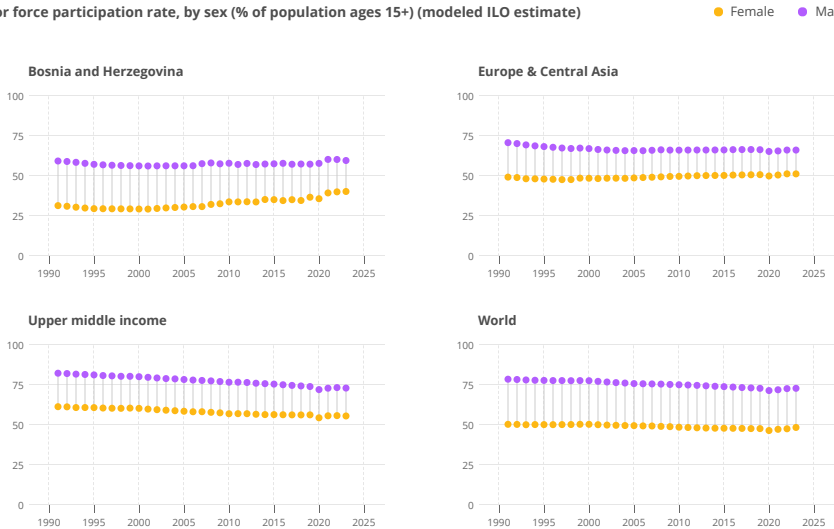 force participation rate, by sex (% of population ages 15+) (modeled ILO estimate) Female
Bosnia and Herzegovina Europe & Central Asia
100 100
75 75
50 50
25 25
0 0
1990 1995 2000 2005 2010 2015 2020 2025 1990 1995 2000 2005 2010 2015 2020 2025
Upper middle income World
100 100
75 75
50 50
25 25
0 0
1990 1995 2000 2005 2010 2015 2020 2025 1990 1995 2000 2005 2010 2015 2020 2025